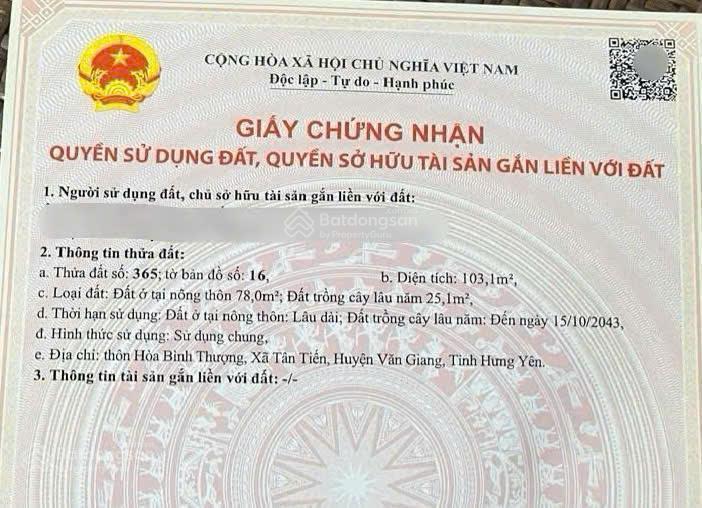 CỘNG HÒA XÃ HỘI CHỦ NGHĨA VIỆT NAM
Độc lập - Tự do - Hạnh phúc
GIẤY CHỨNG NHẬN
QUYỀN SỬ DỤNG ĐẤT, QUYỀN SỞ HỮU TÀI SẢN GẮN LIỀN VỚI ĐẤT
1. Người sử dụng đất, chủ sở hữu tài sản gắn liền với đất:
Batdongsan
by PropertyGuru
2. Thông tin thửa đất:
a. Thửa đất số: 365; tờ bản đồ số: 16, b. Diện tích: 103,1m²,
c. Loại đất: Đất ở tại nông thôn 78,0m²; Đất trồng cây lâu năm 25,1m²,
d. Thời hạn sử dụng: Đất ở tại nông thôn: Lâu dài; Đất trồng cây lâu năm: Đến ngày 15/10/2043,
đ. Hình thức sử dụng: Sử dụng chung,
e. Địa chỉ: thôn Hòa Bình Thượng, Xã Tân Tiến, Huyện Văn Giang, Tỉnh Hưng Yên.
3. Thông tin tài sản gắn liền với đất: -/-
Batdongsan